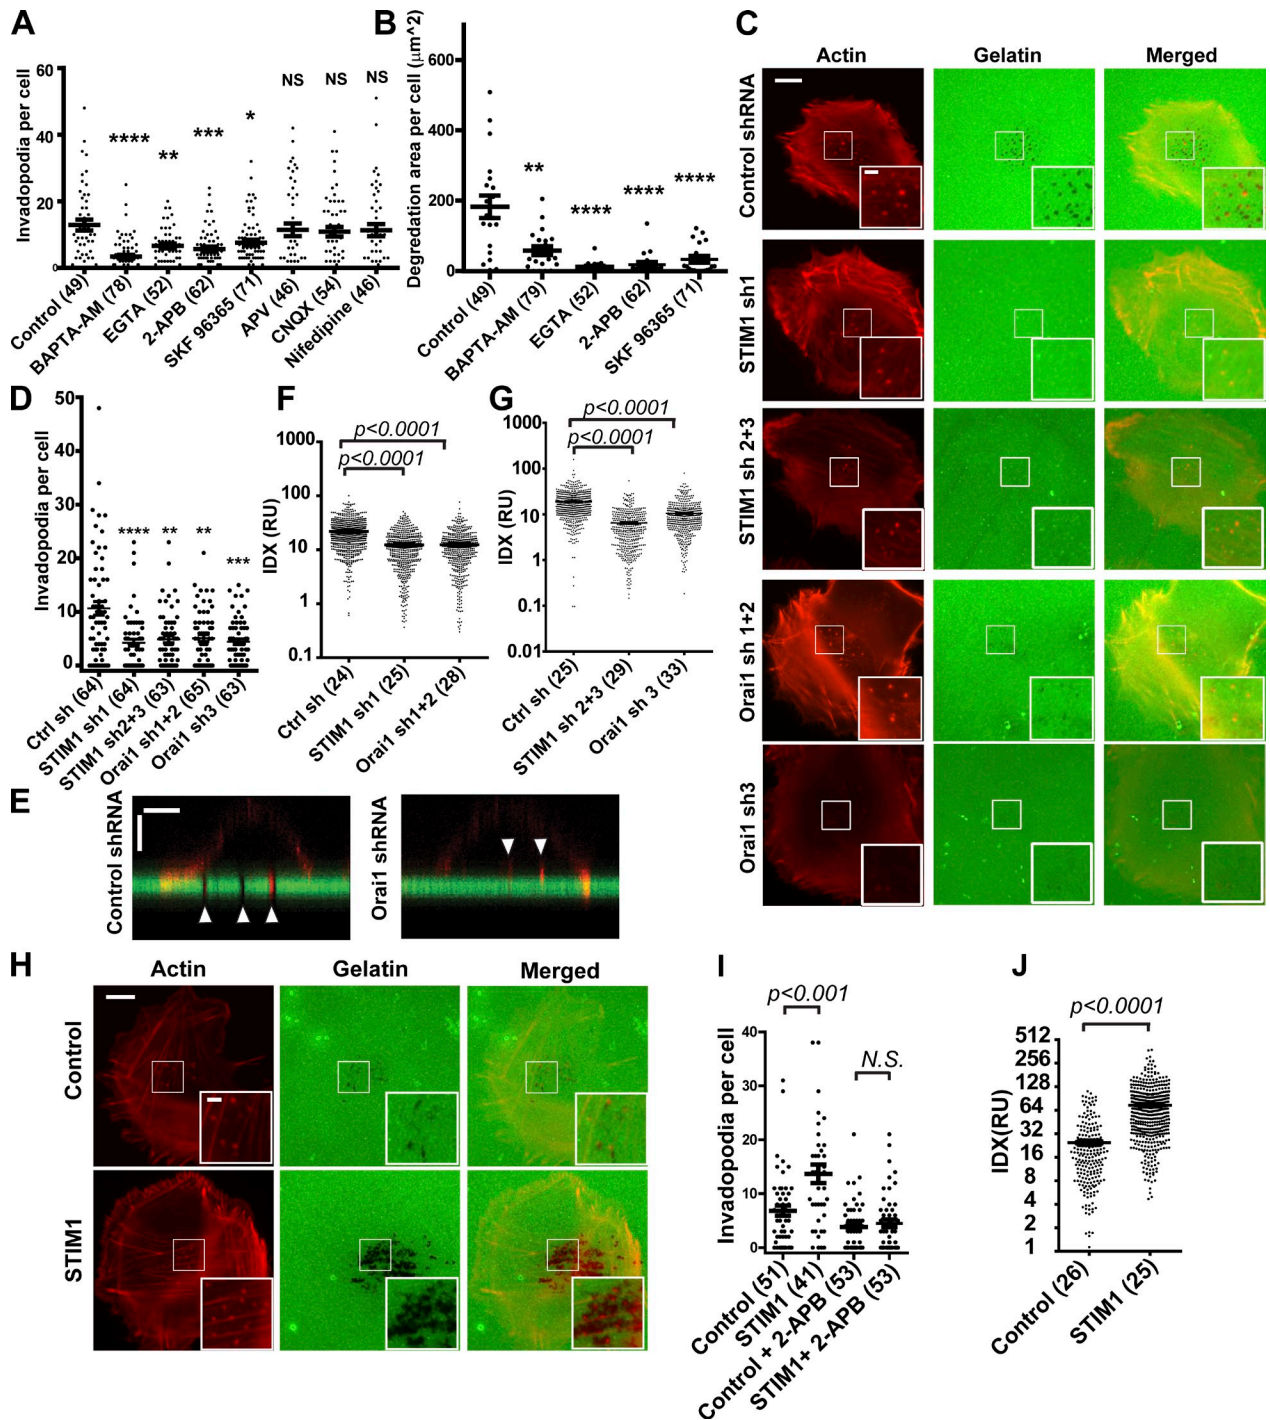 A
Invadopodia per cell
60
40
20
0
****
**
***
*
NS
NS
NS
Control (49)
BAPTA-AM (78)
EGTA (52)
2-APB (62)
SKF 96365 (71)
APV (46)
CNQX (54)
Nifedipine (46)
B
Degredation area per cell (µm^2)
600
400
200
0
**
****
****
****
Control (49)
BAPTA-AM (79)
EGTA (52)
2-APB (62)
SKF 96365 (71)
C
Actin
Gelatin
Merged
Control shRNA
STIM1 sh1
STIM1 sh 2+3
Orai1 sh 1+2
Orai1 sh3
D
Invadopodia per cell
50
40
30
20
10
0
****
**
**
***
Ctrl sh (64)
STIM1 sh1 (64)
STIM1 sh2+3 (63)
Orai1 sh1+2 (65)
Orai1 sh3 (63)
F
p<0.0001
p<0.0001
IDX (RU)
1000
100
10
1
0.1
Ctrl sh (24)
STIM1 sh1 (25)
Orai1 sh1+2 (28)
G
p<0.0001
p<0.0001
IDX (RU)
1000
100
10
1
0.1
0.01
Ctrl sh (25)
STIM1 sh 2+3 (29)
Orai1 sh 3 (33)
E
Control shRNA
Orai1 shRNA
H
Actin
Gelatin
Merged
Control
STIM1
I
p<0.001
N.S.
Invadopodia per cell
40
30
20
10
0
Control (51)
STIM1 (41)
Control + 2-APB (53)
STIM1+ 2-APB (53)
J
p<0.0001
IDX(RU)
512
256
128
64
32
16
8
4
2
1
Control (26)
STIM1 (25)